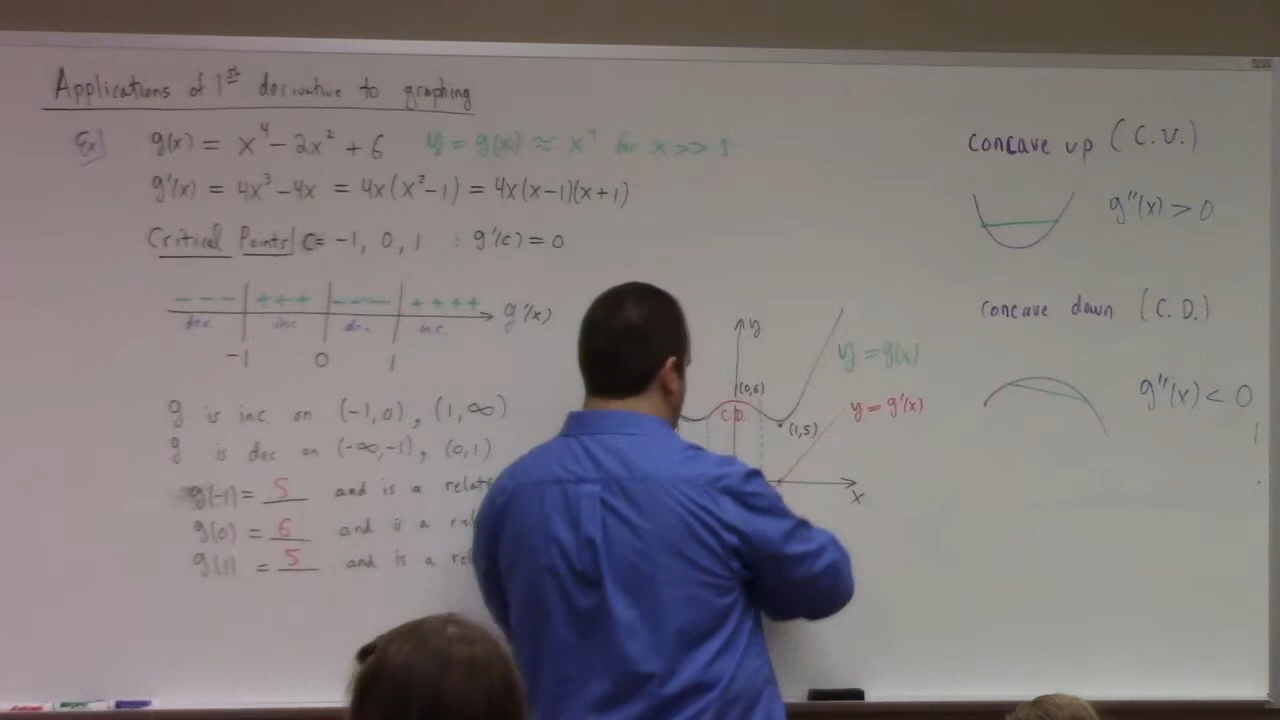 Applications of 1st derivative to graphing
Ex) g(x) = x⁴ - 2x² + 6 y = g(x) ≈ x⁴ for x >> 1
g'(x) = 4x³ - 4x = 4x(x² - 1) = 4x(x-1)(x+1)
Critical Points C = -1, 0, 1 : g'(c) = 0
--- +++ ---- ++++ g'(x)
dec. inc. dec. inc.
-1 0 1
g is inc. on (-1,0), (1,∞)
g is dec on (-∞,-1), (0,1)
g(-1) = 5 and is a
g(0) = 6 and is a
g(1) = 5 and is a
y
(0,6)
C.D.
(1,5)
y = g(x)
y = g'(x)
x
concave up (C.U.)
g''(x) > 0
concave down (C.D.)
g''(x) < 0